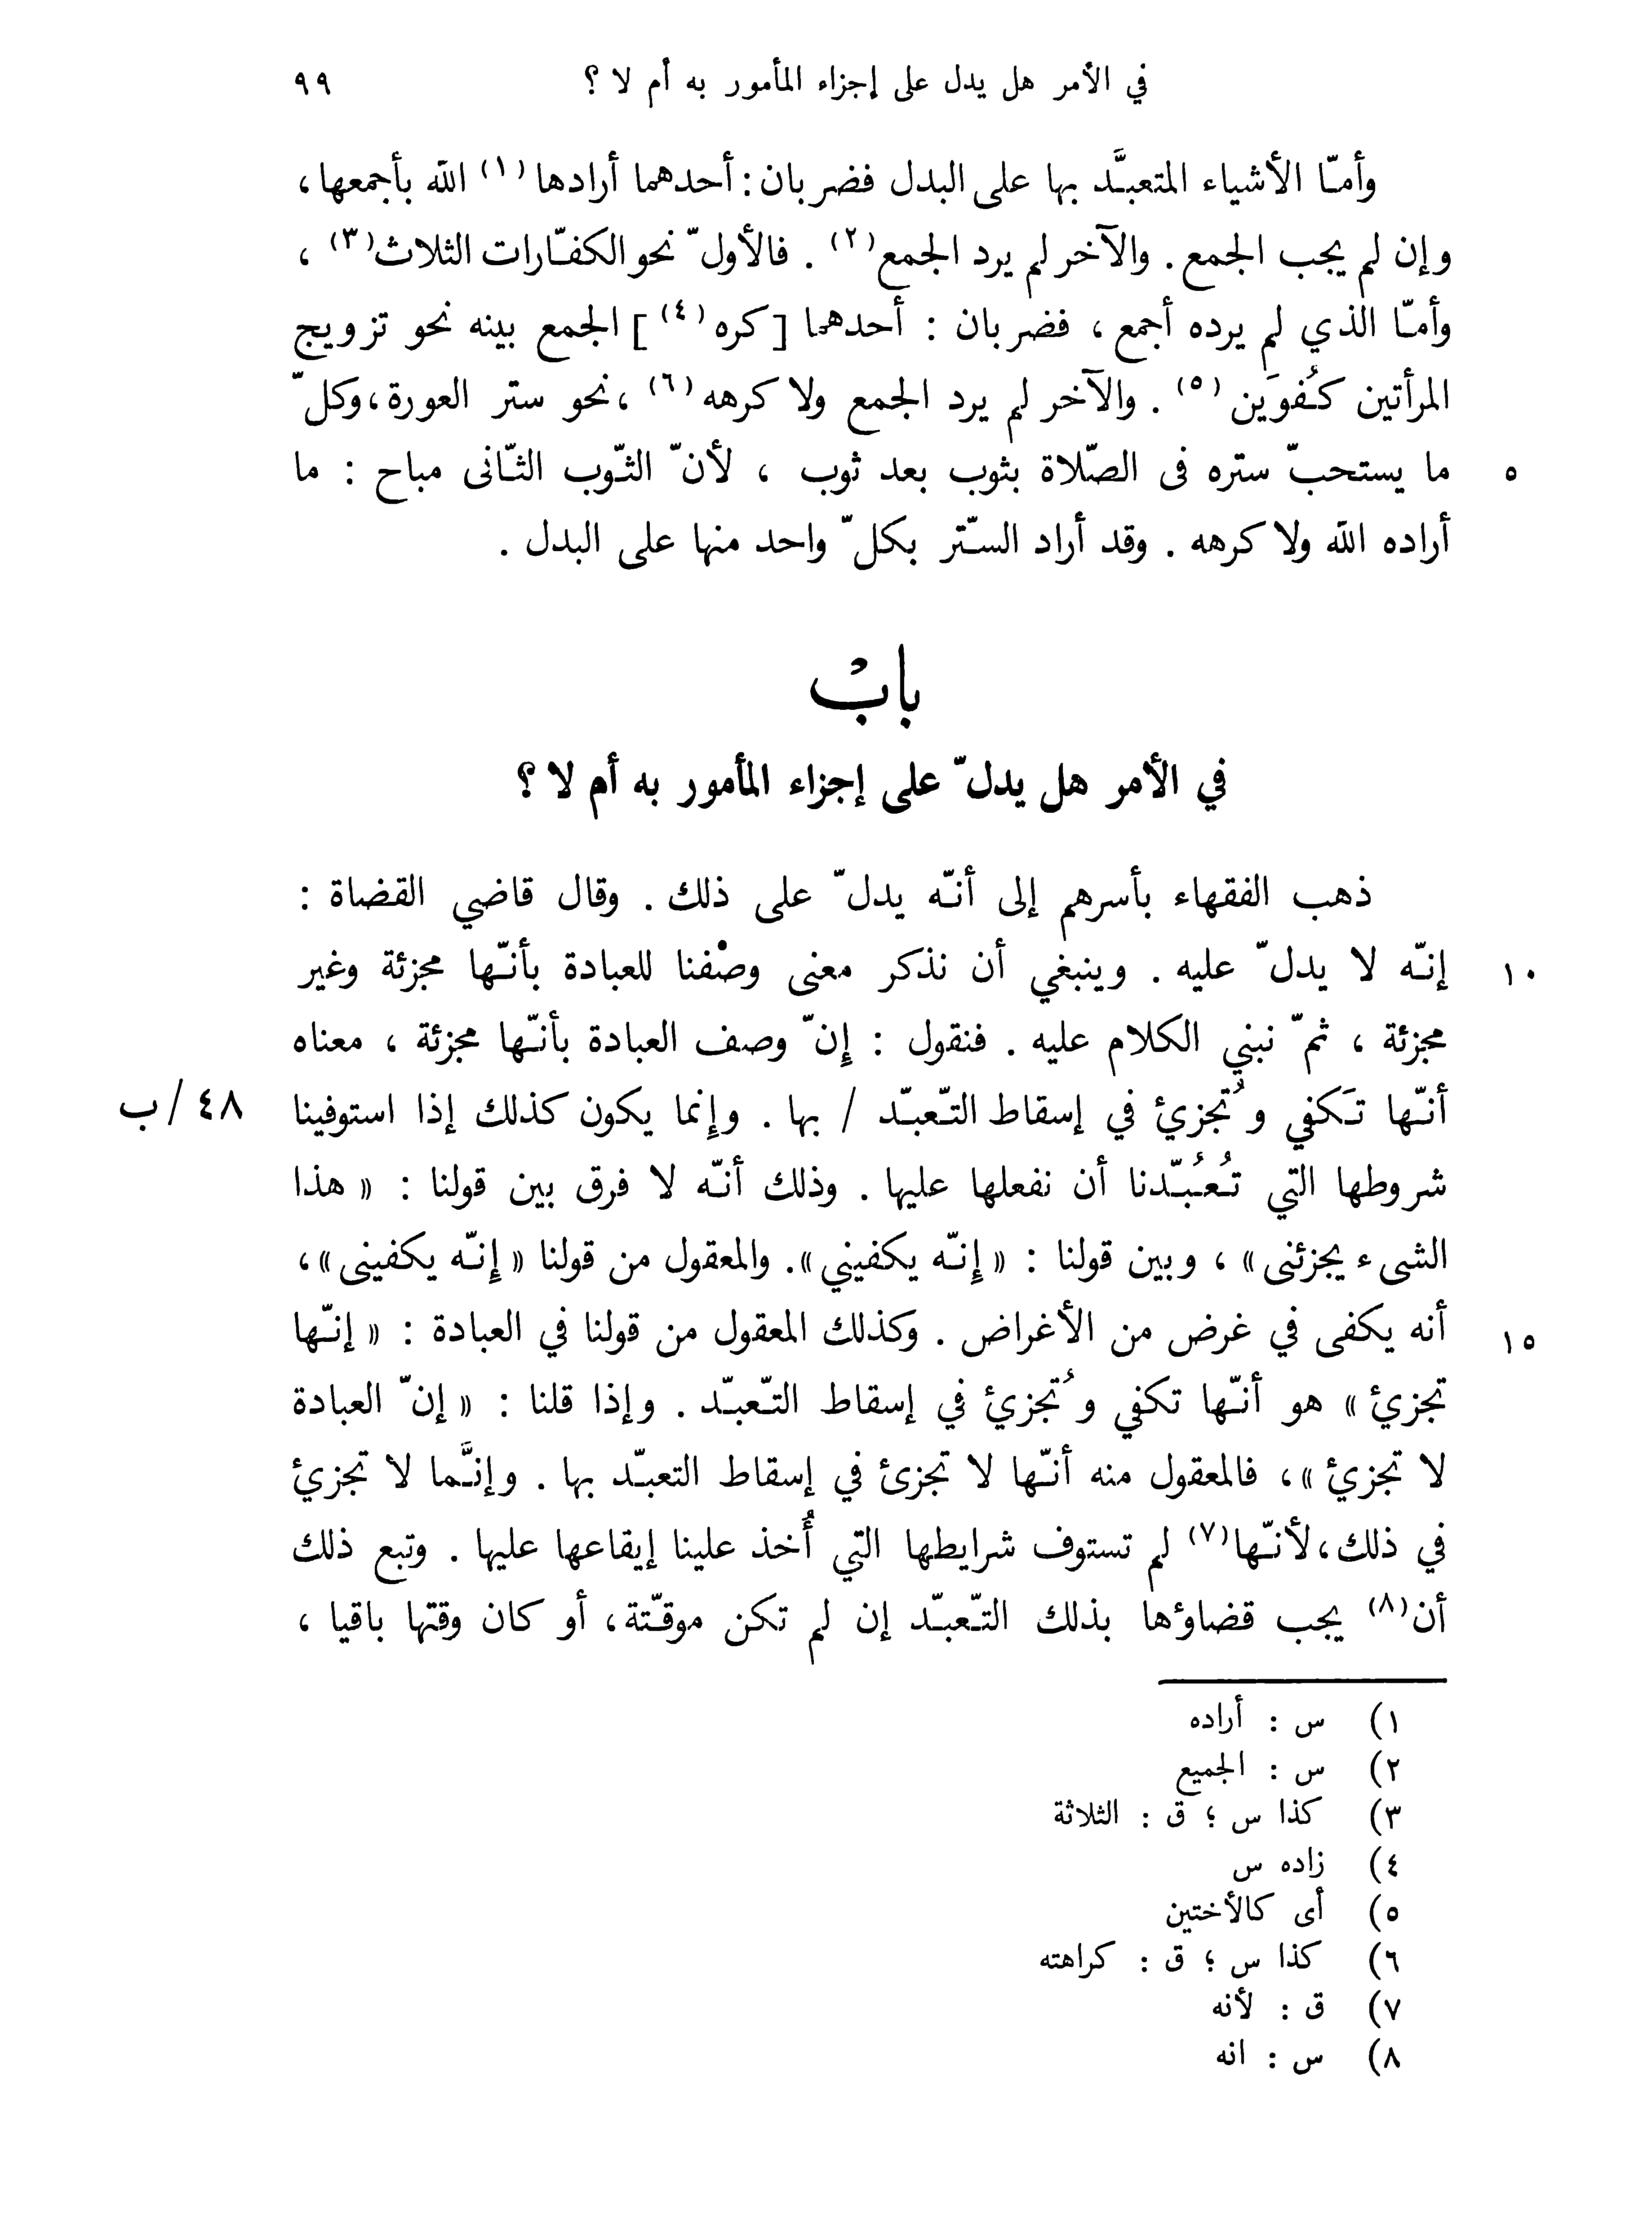 في الأمر هل يدل على إجزاء المأمور به أم لا ؟ ٩٩
وأمّا الأشياء المتعبَّد بها على البدل فضربان : أحدهما أرادها (١) الله بأجمعها ،
وإن لم يجب الجمع . والآخر لم يرد الجمع (٢) . فالأولّ نحو الكفّارات الثلاث (٣) ،
وأمّا الذي لم يرده أجمع ، فضربان : أحدهما [ كره (٤) ] الجمع بينه نحو تزويج
المرأتين كُفوَين (٥) . والآخر لم يرد الجمع ولا كرهه (٦) ، نحو ستر العورة ، وكلّ
ما يستحبّ ستره فى الصّلاة بثوب بعد ثوب ، لأنّ الثّوب الثّانى مباح : ما ٥
أراده الله ولا كرهه . وقد أراد السّتر بكلّ واحد منها على البدل .
بابٌ
في الأمر هل يدلّ على إجزاء المأمور به أم لا ؟
ذهب الفقهاء بأسرهم إلى أنّه يدلّ على ذلك . وقال قاضي القضاة :
إنّه لا يدلّ عليه . وينبغي أن نذكر معنى وصْفنا للعبادة بأنّها مجزئة وغير ١٠
مجزئة ، ثمّ نبني الكلام عليه . فنقول : إنّ وصف العبادة بأنّها مجزئة ، معناه
أنّها تَكفي وتُجزئ في إسقاط التّعبّد / بها . وإنما يكون كذلك إذا استوفينا ٤٨ / ب
شروطها التي تُعُبّدنا أن نفعلها عليها . وذلك أنّه لا فرق بين قولنا : « هذا
الشىء يجزئنى » ، وبين قولنا : « إنّه يكفيني » . والمعقول من قولنا « إنّه يكفينى » ،
أنه يكفى في غرض من الأغراض . وكذلك المعقول من قولنا في العبادة : « إنّها ١٥
تجزئ » هو أنّها تكفي وتُجزئ في إسقاط التّعبّد . وإذا قلنا : « إنّ العبادة
لا تجزئ » ، فالمعقول منه أنّها لا تجزئ في إسقاط التعبّد بها . وإنَّما لا تجزئ
في ذلك ، لأنّها (٧) لم تستوف شرايطها التي أُخذ علينا إيقاعها عليها . وتبع ذلك
أن (٨) يجب قضاؤها بذلك التّعبّد إن لم تكن موقّتة ، أو كان وقتها باقيا ،
١) س : أراده
٢) س : الجميع
٣) كذا س ؛ ق : الثلاثة
٤) زاده س
٥) أى كالأختين
٦) كذا س ؛ ق : كراهته
٧) ق : لأنه
٨) س : انه